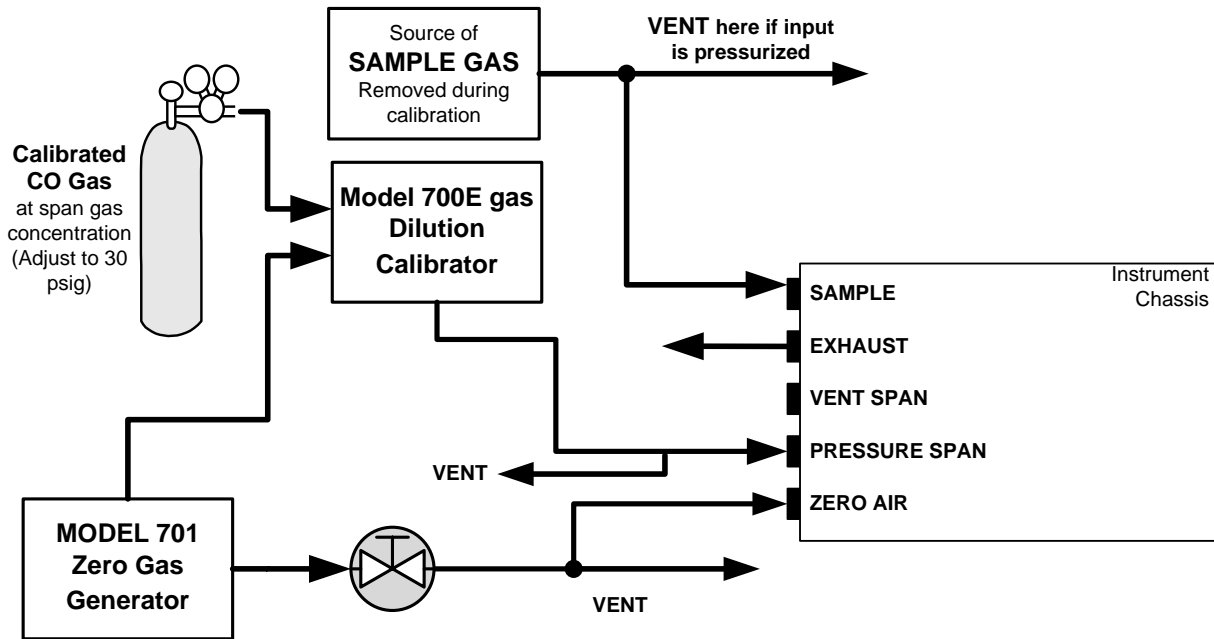 Source of
SAMPLE GAS
Removed during
calibration
VENT here if input
is pressurized
Calibrated
CO Gas
at span gas
concentration
(Adjust to 30
psig)
Model 700E gas
Dilution
Calibrator
Instrument
Chassis
SAMPLE
EXHAUST
VENT SPAN
PRESSURE SPAN
ZERO AIR
VENT
MODEL 701
Zero Gas
Generator
VENT